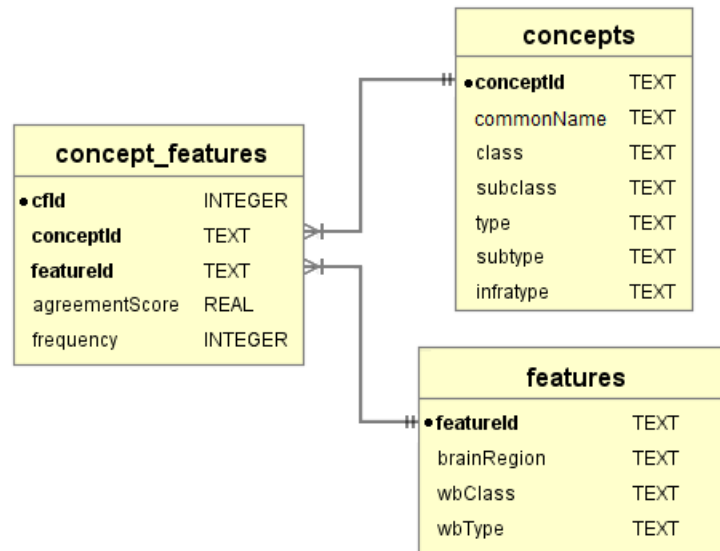 concepts
conceptId TEXT
commonName TEXT
class TEXT
subclass TEXT
type TEXT
subtype TEXT
infratype TEXT
concept_features
cfId INTEGER
conceptId TEXT
featureId TEXT
agreementScore REAL
frequency INTEGER
features
featureId TEXT
brainRegion TEXT
wbClass TEXT
wbType TEXT